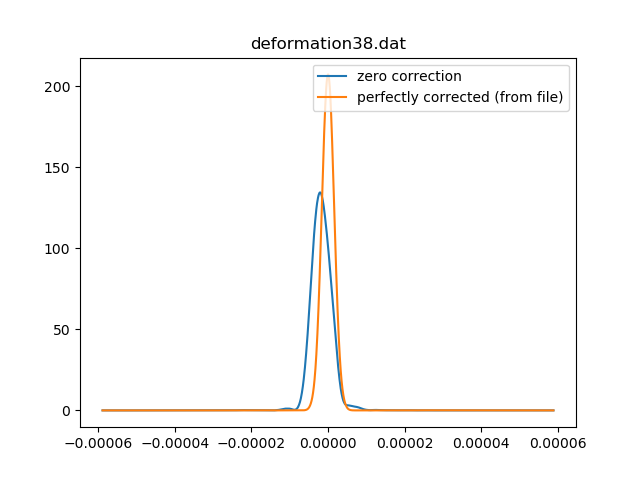 deformation38.dat
zero correction
perfectly corrected (from file)
200
150
100
50
0
−0.00006 −0.00004 −0.00002 0.00000 0.00002 0.00004 0.00006